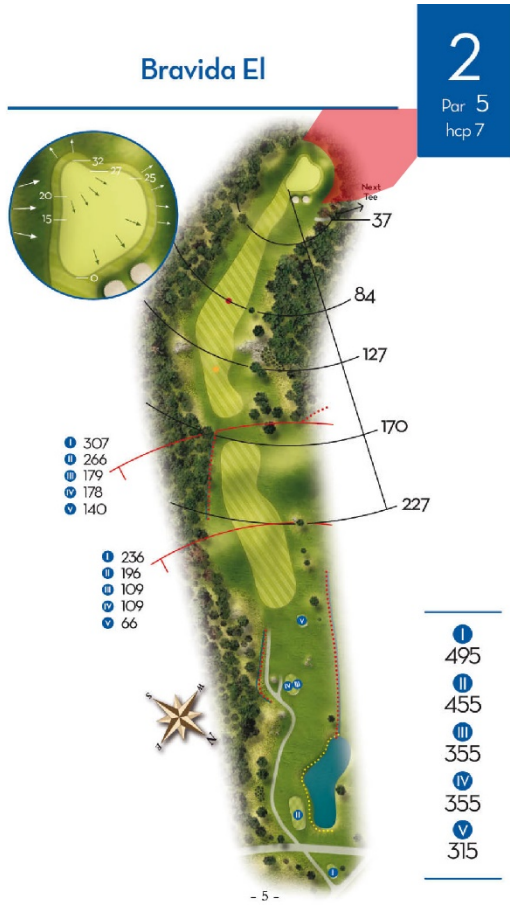 Bravida El
2
Par 5
hcp 7
32
27
25
20
15
0
Next
Tee
37
84
127
170
227
I 307
II 266
III 179
IV 178
V 140
I 236
II 196
III 109
IV 109
V 66
V
IV III
II
I
S W
E N
I
495
II
455
III
355
IV
355
V
315
- 5 -